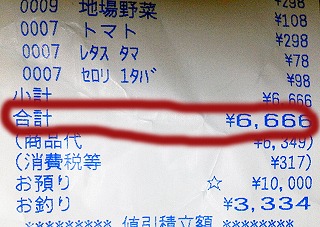 0009 地場野菜 ¥298
¥108
0007 トマト ¥298
0007 レタス タマ ¥78
0007 セロリ 1タバ ¥98
小計 ¥6,666
合計 ¥6,666
(商品代 ¥6,349)
(消費税等 ¥317)
お預り ☆ ¥10,000
お釣り ¥3,334
******** 値引積立額 ********